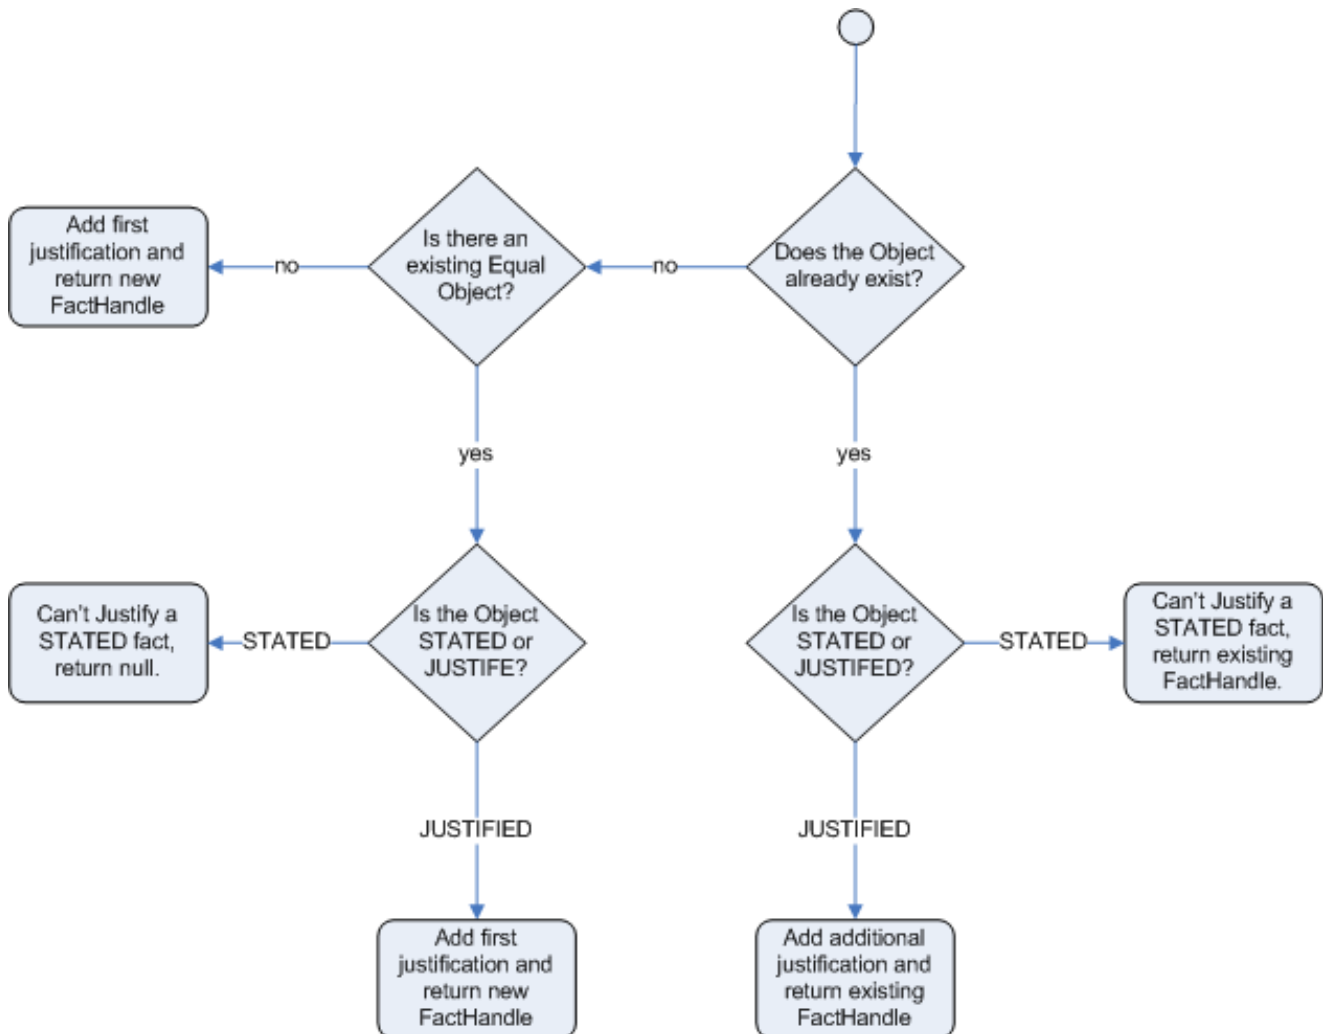 Add first
justification and
return new
FactHandle
no
Is there an
existing Equal
Object?
no
Does the Object
already exist?
yes
yes
Can't Justify a
STATED fact,
return null.
STATED
Is the Object
STATED or
JUSTIFE?
Is the Object
STATED or
JUSTIFED?
STATED
Can't Justify a
STATED fact,
return existing
FactHandle.
JUSTIFIED
JUSTIFIED
Add first
justification and
return new
FactHandle
Add additional
justification and
return existing
FactHandle